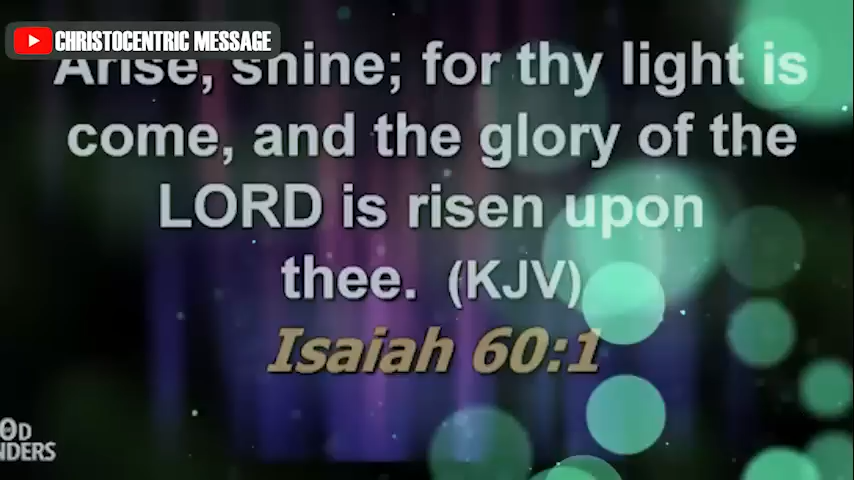 CHRISTOCENTRIC MESSAGE
Arise, shine; for thy light is
come, and the glory of the
LORD is risen upon
thee. (KJV)
Isaiah 60:1